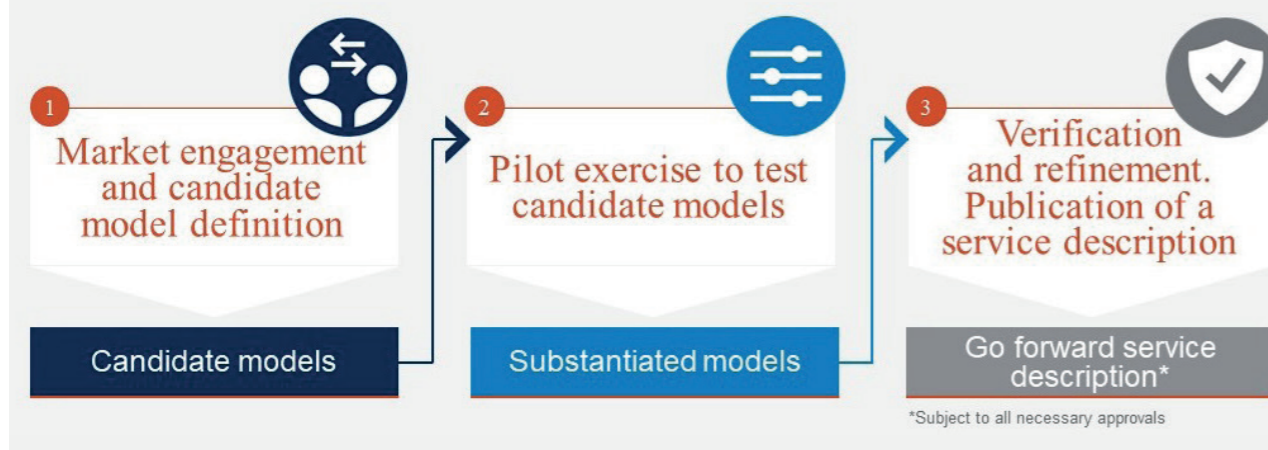 1
Market engagement
and candidate
model definition
Candidate models
2
Pilot exercise to test
candidate models
Substantiated models
3
Verification
and refinement.
Publication of a
service description
Go forward service
description*
*Subject to all necessary approvals